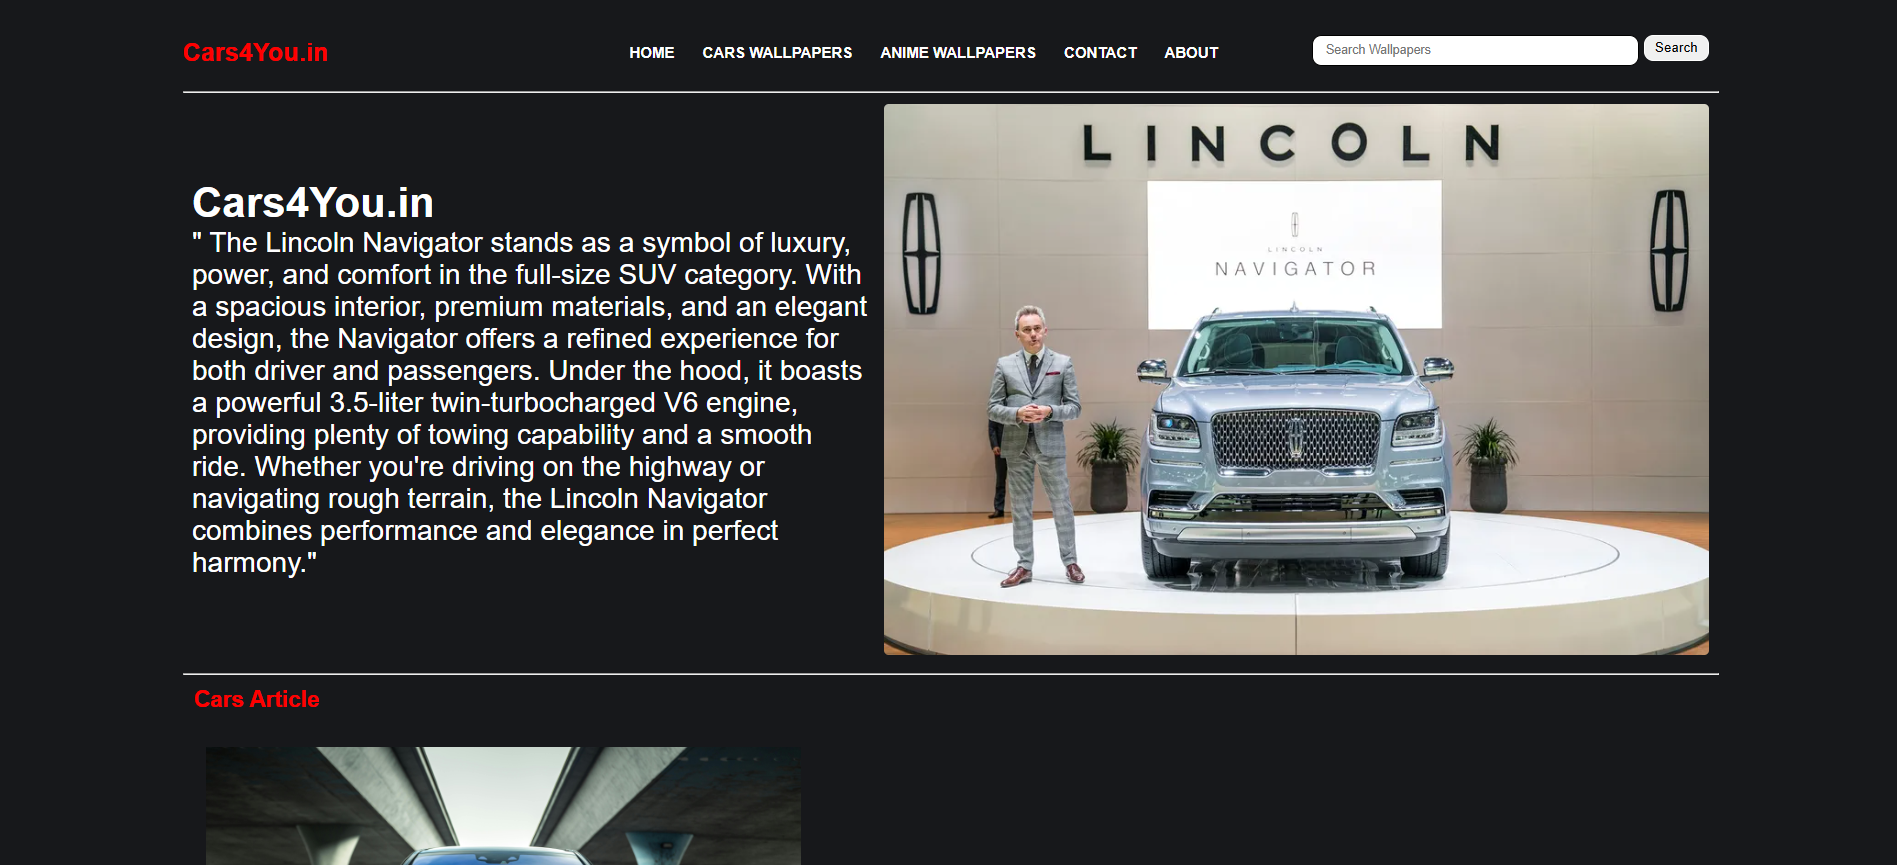 Cars4You.in
HOME CARS WALLPAPERS ANIME WALLPAPERS CONTACT ABOUT
Search Wallpapers Search
Cars4You.in
" The Lincoln Navigator stands as a symbol of luxury,
power, and comfort in the full-size SUV category. With
a spacious interior, premium materials, and an elegant
design, the Navigator offers a refined experience for
both driver and passengers. Under the hood, it boasts
a powerful 3.5-liter twin-turbocharged V6 engine,
providing plenty of towing capability and a smooth
ride. Whether you're driving on the highway or
navigating rough terrain, the Lincoln Navigator
combines performance and elegance in perfect
harmony."
LINCOLN
LINCOLN
NAVIGATOR
Cars Article